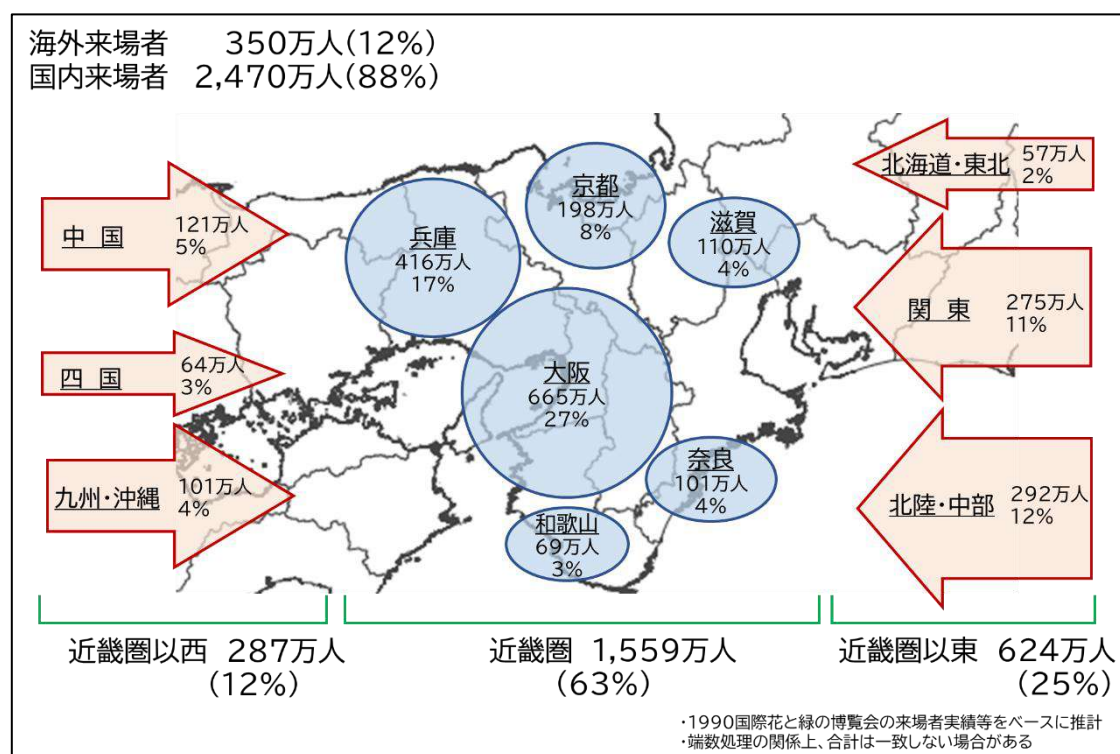 海外来場者 350万人(12%)
国内来場者 2,470万人(88%)
中 国
121万人
5%
四 国
64万人
3%
九州・沖縄
101万人
4%
兵庫
416万人
17%
京都
198万人
8%
滋賀
110万人
4%
大阪
665万人
27%
奈良
101万人
4%
和歌山
69万人
3%
北海道・東北
57万人
2%
関 東
275万人
11%
北陸・中部
292万人
12%
近畿圏以西 287万人
(12%)
近畿圏 1,559万人
(63%)
近畿圏以東 624万人
(25%)
・1990国際花と緑の博覧会の来場者実績等をベースに推計
・端数処理の関係上、合計は一致しない場合がある